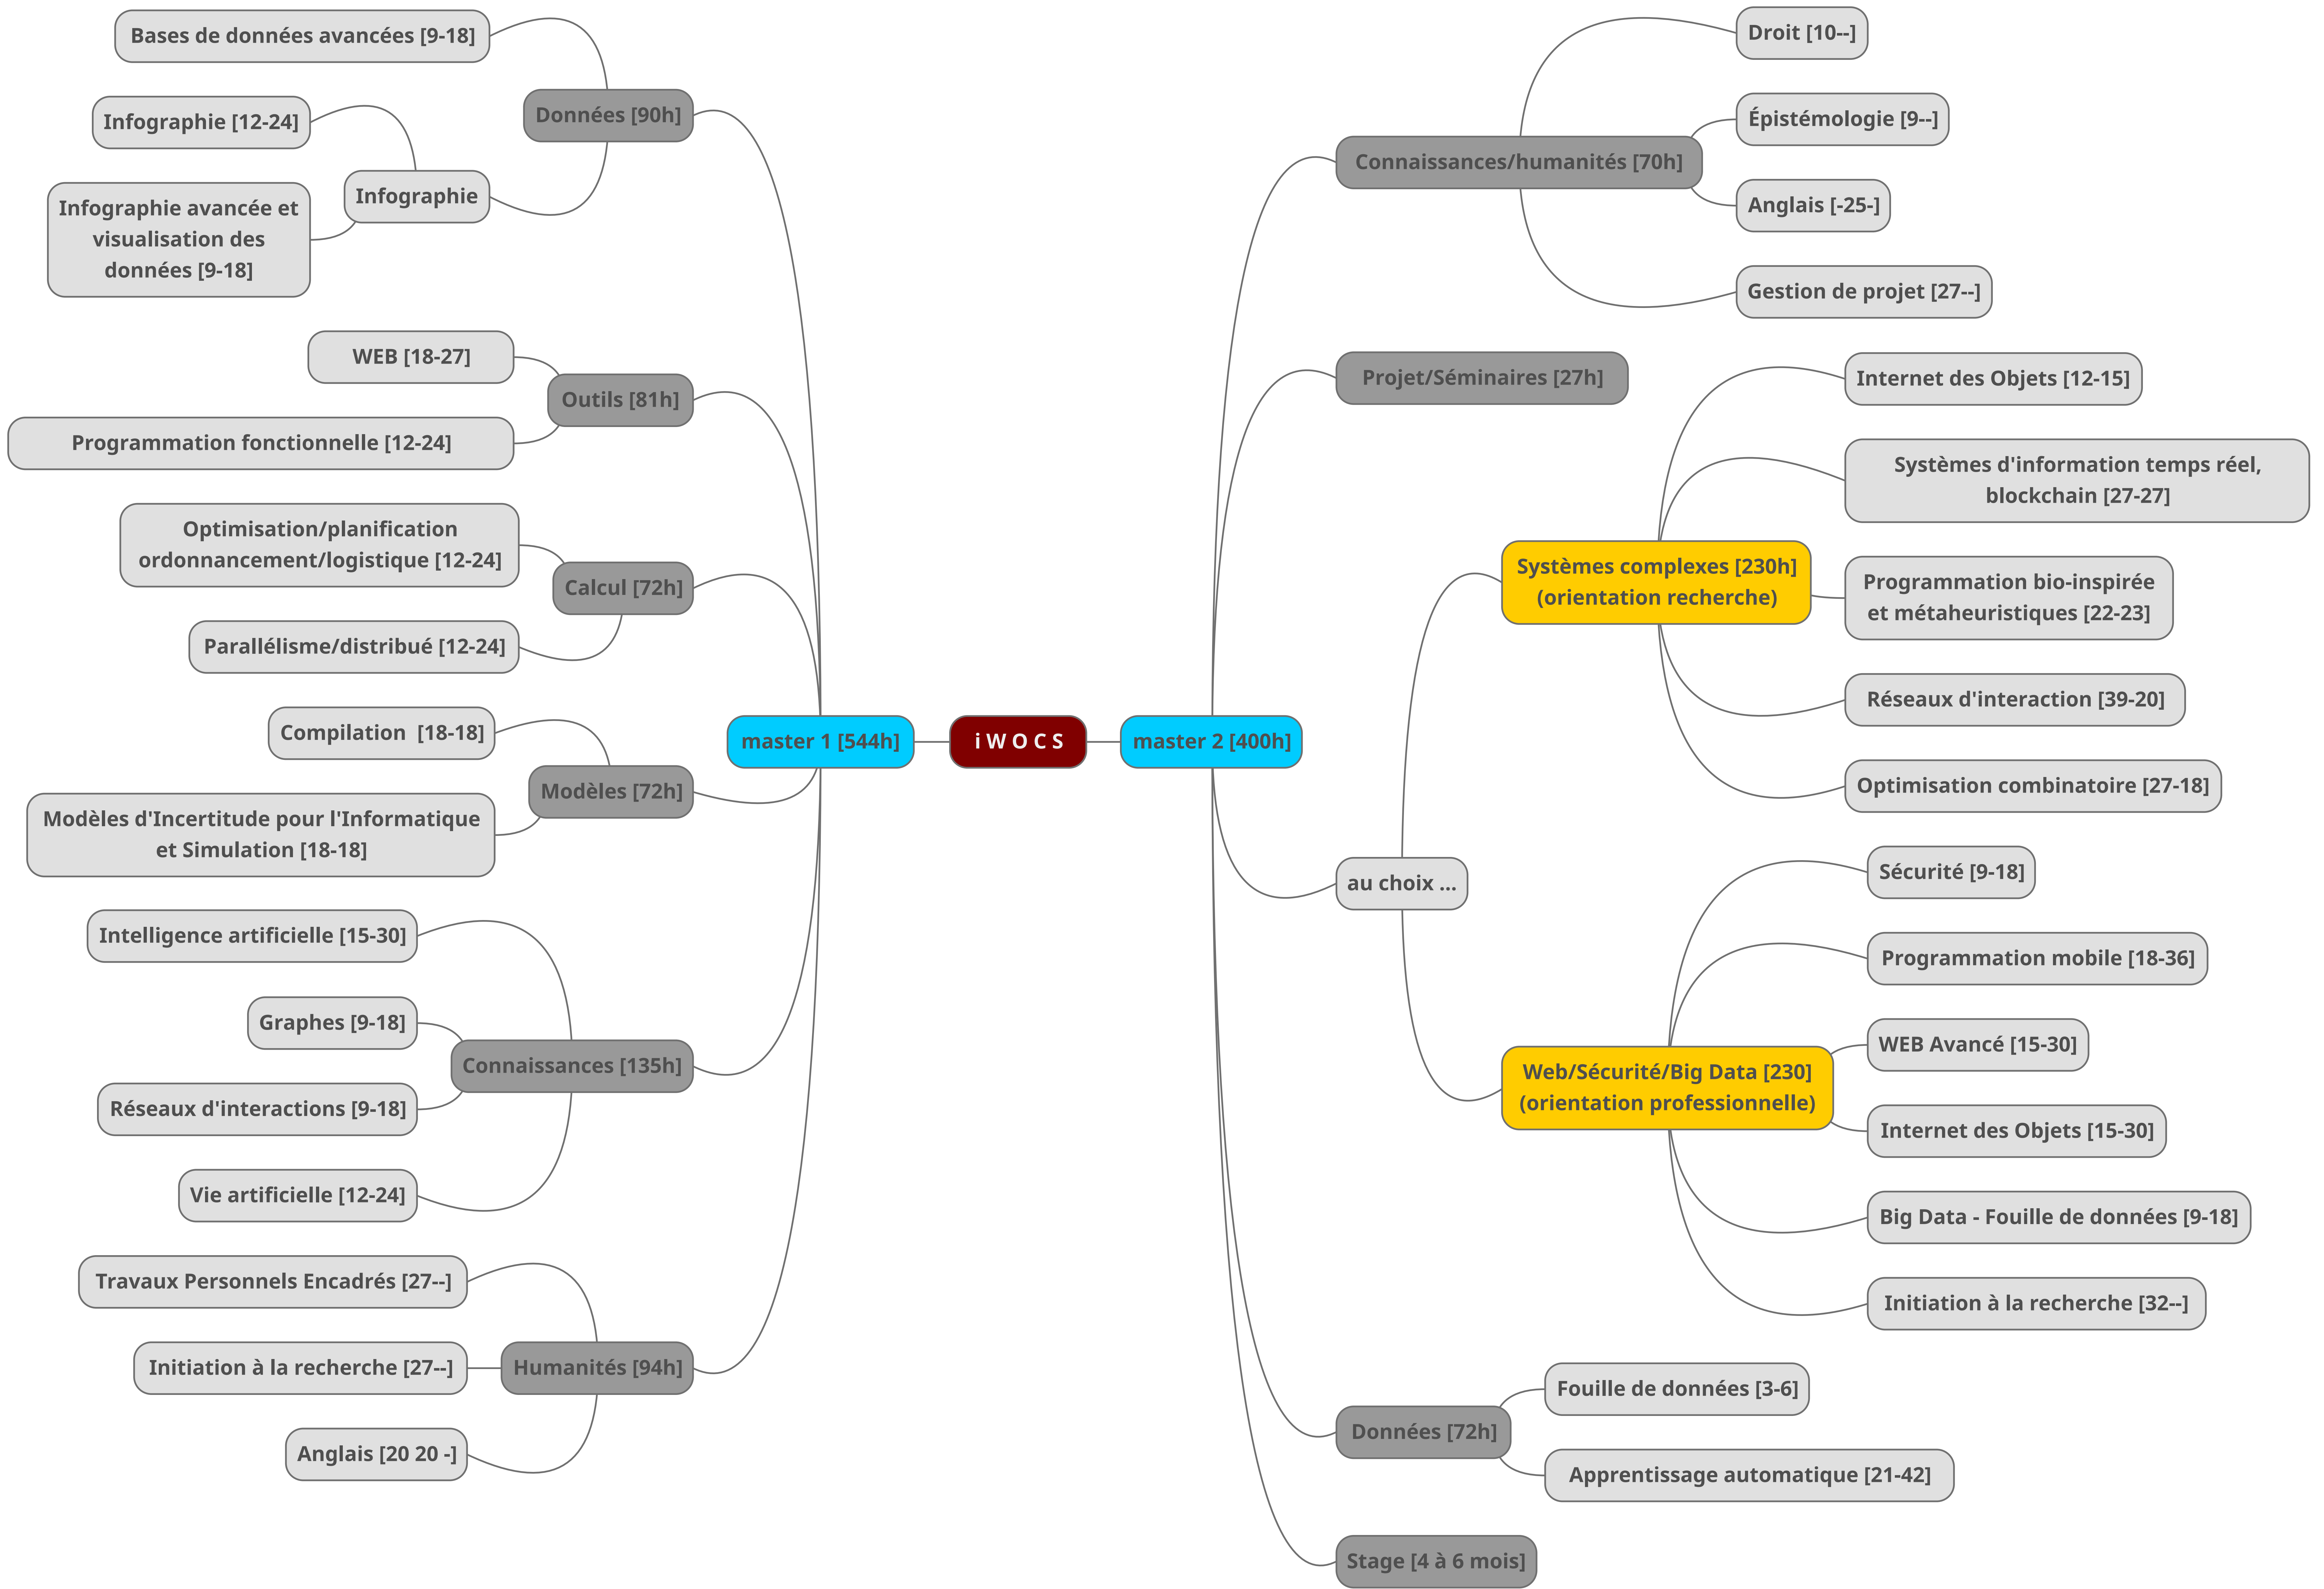 Bases de données avancées [9-18]
Données [90h]
Infographie [12-24]
Infographie
Infographie avancée et
visualisation des
données [9-18]
WEB [18-27]
Outils [81h]
Programmation fonctionnelle [12-24]
Optimisation/planification
ordonnancement/logistique [12-24]
Calcul [72h]
Parallélisme/distribué [12-24]
Compilation  [18-18]
Modèles [72h]
Modèles d'Incertitude pour l'Informatique
et Simulation [18-18]
Intelligence artificielle [15-30]
Graphes [9-18]
Connaissances [135h]
Réseaux d'interactions [9-18]
Vie artificielle [12-24]
Travaux Personnels Encadrés [27--]
Initiation à la recherche [27--]
Humanités [94h]
Anglais [20 20 -]
master 1 [544h]
i W O C S
master 2 [400h]
Droit [10--]
Épistémologie [9--]
Connaissances/humanités [70h]
Anglais [-25-]
Gestion de projet [27--]
Projet/Séminaires [27h]
Internet des Objets [12-15]
Systèmes d'information temps réel,
blockchain [27-27]
Systèmes complexes [230h]
(orientation recherche)
Programmation bio-inspirée
et métaheuristiques [22-23]
Réseaux d'interaction [39-20]
Optimisation combinatoire [27-18]
au choix ...
Sécurité [9-18]
Programmation mobile [18-36]
WEB Avancé [15-30]
Web/Sécurité/Big Data [230]
(orientation professionnelle)
Internet des Objets [15-30]
Big Data - Fouille de données [9-18]
Initiation à la recherche [32--]
Fouille de données [3-6]
Données [72h]
Apprentissage automatique [21-42]
Stage [4 à 6 mois]